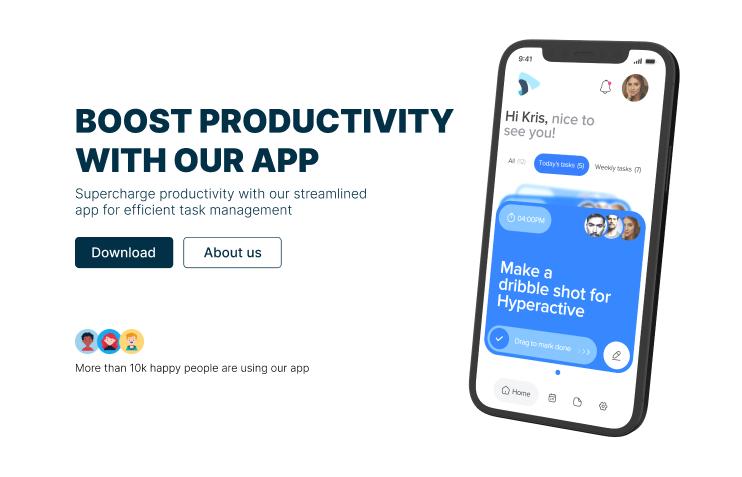 BOOST PRODUCTIVITY
WITH OUR APP
Supercharge productivity with our streamlined
app for efficient task management
Download
About us
More than 10k happy people are using our app
9:41
Hi Kris, nice to
see you!
All (12)
Today's tasks (5)
Weekly tasks (7)
04:00PM
Make a
dribble shot for
Hyperactive
Drag to mark done
Home